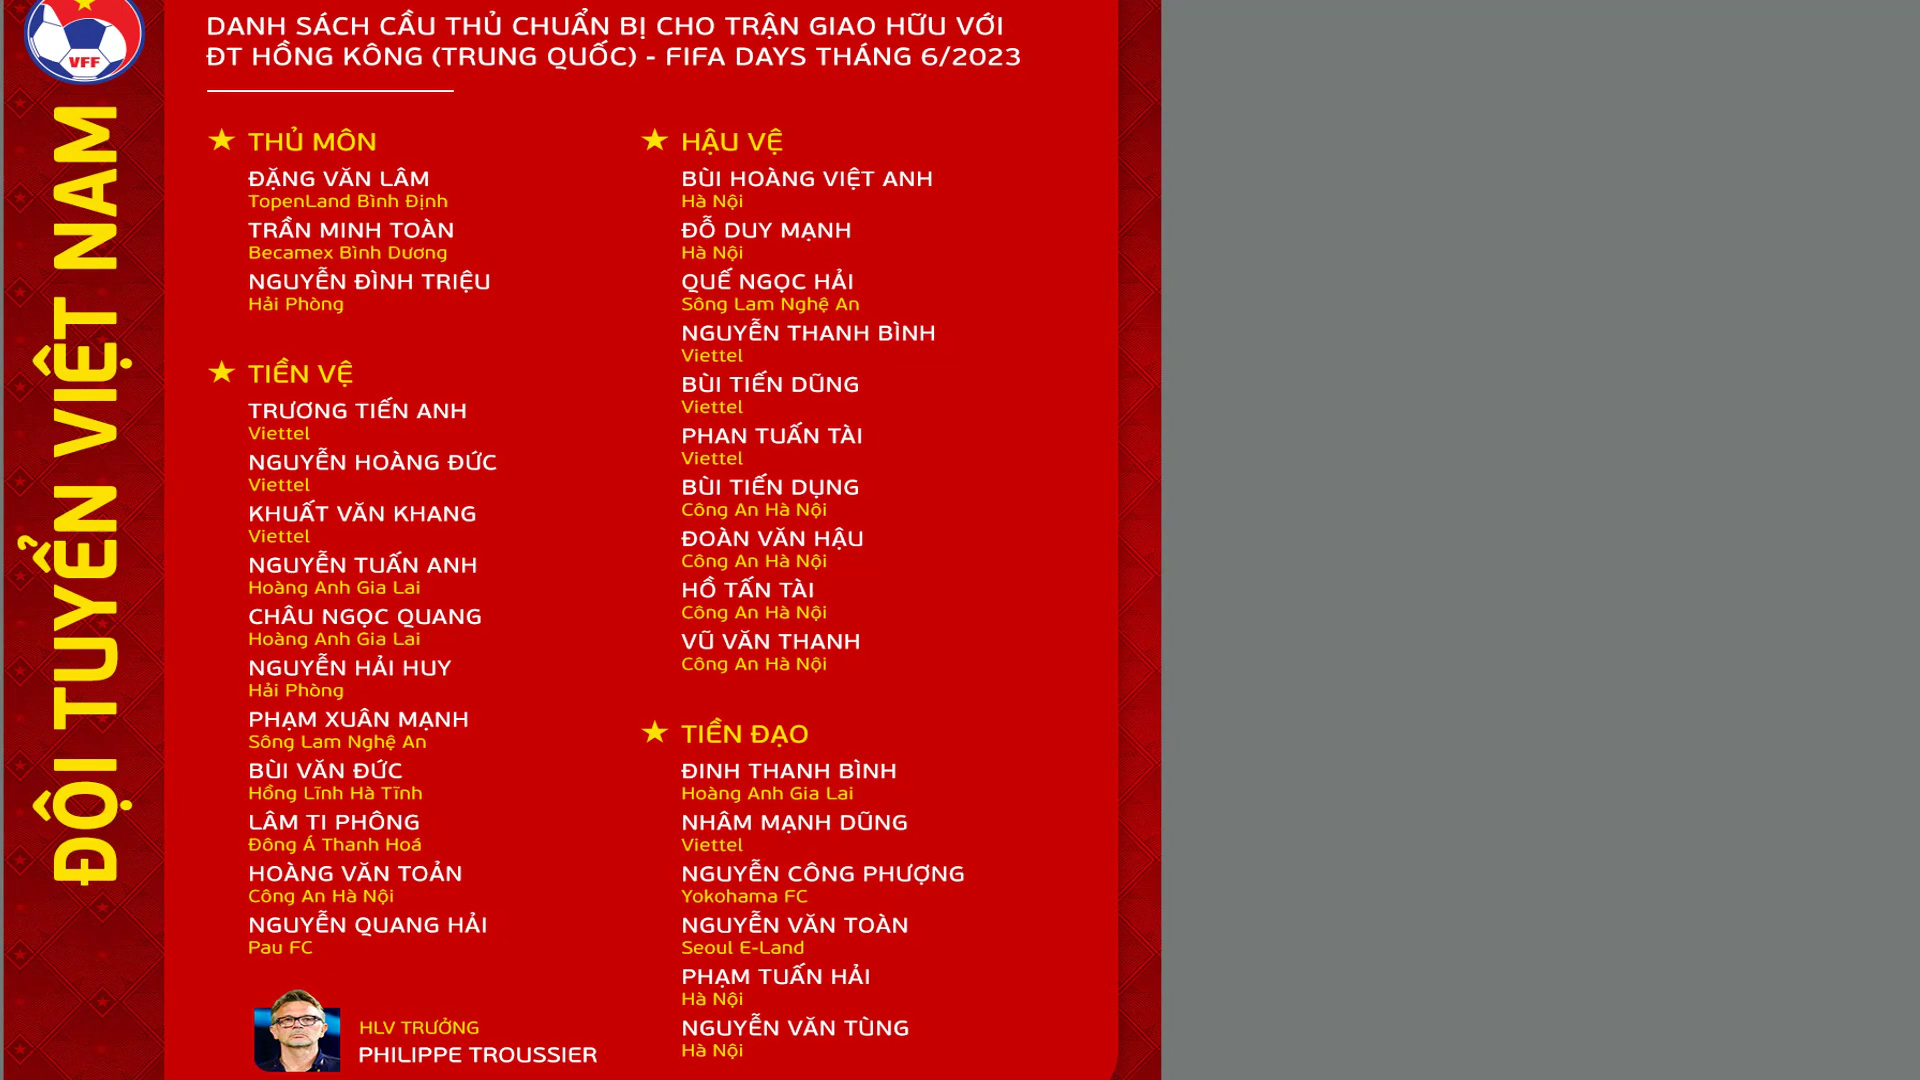 VFF
ĐỘI TUYỂN VIỆT NAM
DANH SÁCH CẦU THỦ CHUẨN BỊ CHO TRẬN GIAO HỮU VỚI
ĐT HỒNG KÔNG (TRUNG QUỐC) - FIFA DAYS THÁNG 6/2023
THỦ MÔN
ĐẶNG VĂN LÂM
TopenLand Bình Định
TRẦN MINH TOÀN
Becamex Bình Dương
NGUYỄN ĐÌNH TRIỆU
Hải Phòng
TIỀN VỆ
TRƯƠNG TIẾN ANH
Viettel
NGUYỄN HOÀNG ĐỨC
Viettel
KHUẤT VĂN KHANG
Viettel
NGUYỄN TUẤN ANH
Hoàng Anh Gia Lai
CHÂU NGỌC QUANG
Hoàng Anh Gia Lai
NGUYỄN HẢI HUY
Hải Phòng
PHẠM XUÂN MẠNH
Sông Lam Nghệ An
BÙI VĂN ĐỨC
Hồng Lĩnh Hà Tĩnh
LÂM TI PHÔNG
Đông Á Thanh Hoá
HOÀNG VĂN TOẢN
Công An Hà Nội
NGUYỄN QUANG HẢI
Pau FC
HLV TRƯỞNG
PHILIPPE TROUSSIER
HẬU VỆ
BÙI HOÀNG VIỆT ANH
Hà Nội
ĐỖ DUY MẠNH
Hà Nội
QUẾ NGỌC HẢI
Sông Lam Nghệ An
NGUYỄN THANH BÌNH
Viettel
BÙI TIẾN DŨNG
Viettel
PHAN TUẤN TÀI
Viettel
BÙI TIẾN DỤNG
Công An Hà Nội
ĐOÀN VĂN HẬU
Công An Hà Nội
HỒ TẤN TÀI
Công An Hà Nội
VŨ VĂN THANH
Công An Hà Nội
TIỀN ĐẠO
ĐINH THANH BÌNH
Hoàng Anh Gia Lai
NHÂM MẠNH DŨNG
Viettel
NGUYỄN CÔNG PHƯỢNG
Yokohama FC
NGUYỄN VĂN TOÀN
Seoul E-Land
PHẠM TUẤN HẢI
Hà Nội
NGUYỄN VĂN TÙNG
Hà Nội